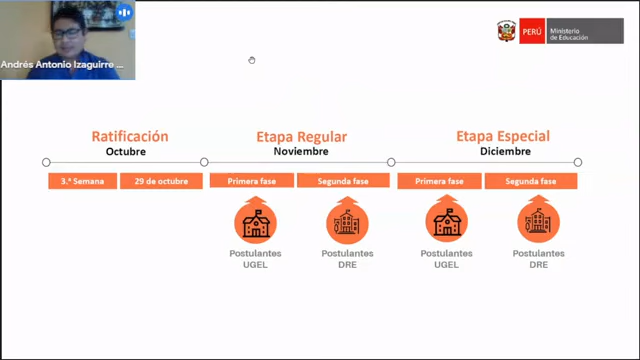 Andrés Antonio Izaguirre ...
PERÚ
Ministerio
de Educación
Ratificación
Octubre
Etapa Regular
Noviembre
Etapa Especial
Diciembre
3.ª Semana
29 de octubre
Primera fase
Segunda fase
Primera fase
Segunda fase
Postulantes
UGEL
Postulantes
DRE
Postulantes
UGEL
Postulantes
DRE